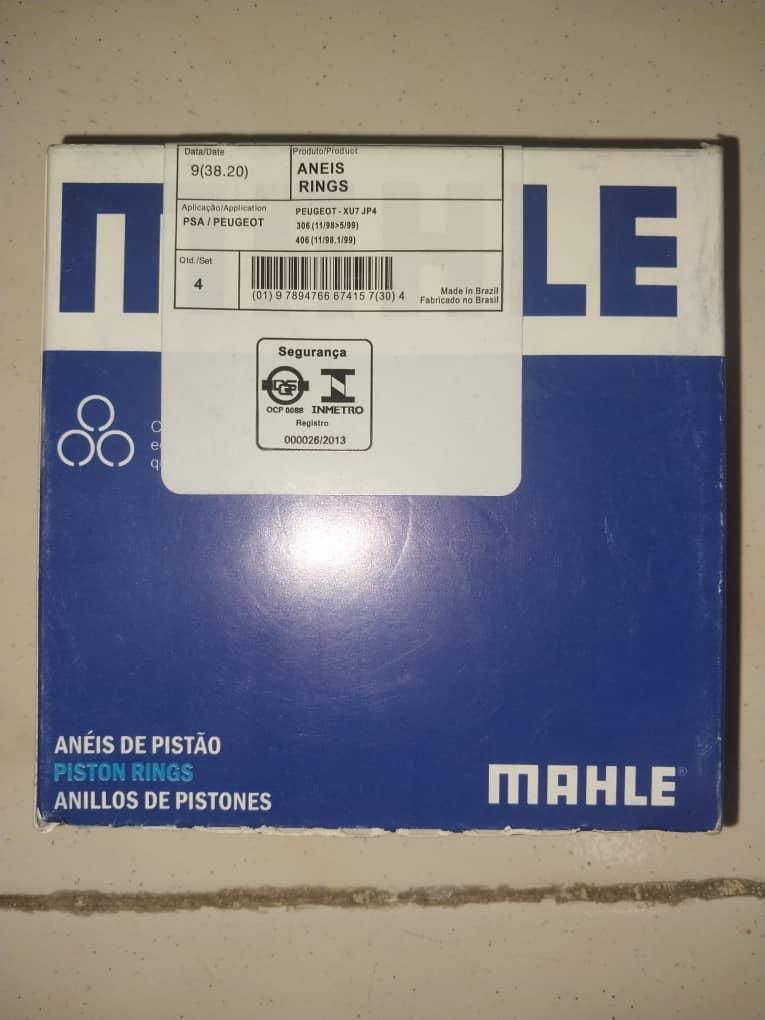 Data/Date
9(38.20)
Produto/Product
ANEIS
RINGS
Aplicação/Application
PSA / PEUGEOT
PEUGEOT - XU7 JP4
306 (11/98>5/99)
406 (11/98.1/99)
Qtd./Set
4
(01) 9 7894766 67415 7(30) 4
Made in Brazil
Fabricado no Brasil
MAHLE
Segurança
OCP 0088 INMETRO
Registro
000026/2013
ANÉIS DE PISTÃO
PISTON RINGS
ANILLOS DE PISTONES
MAHLE